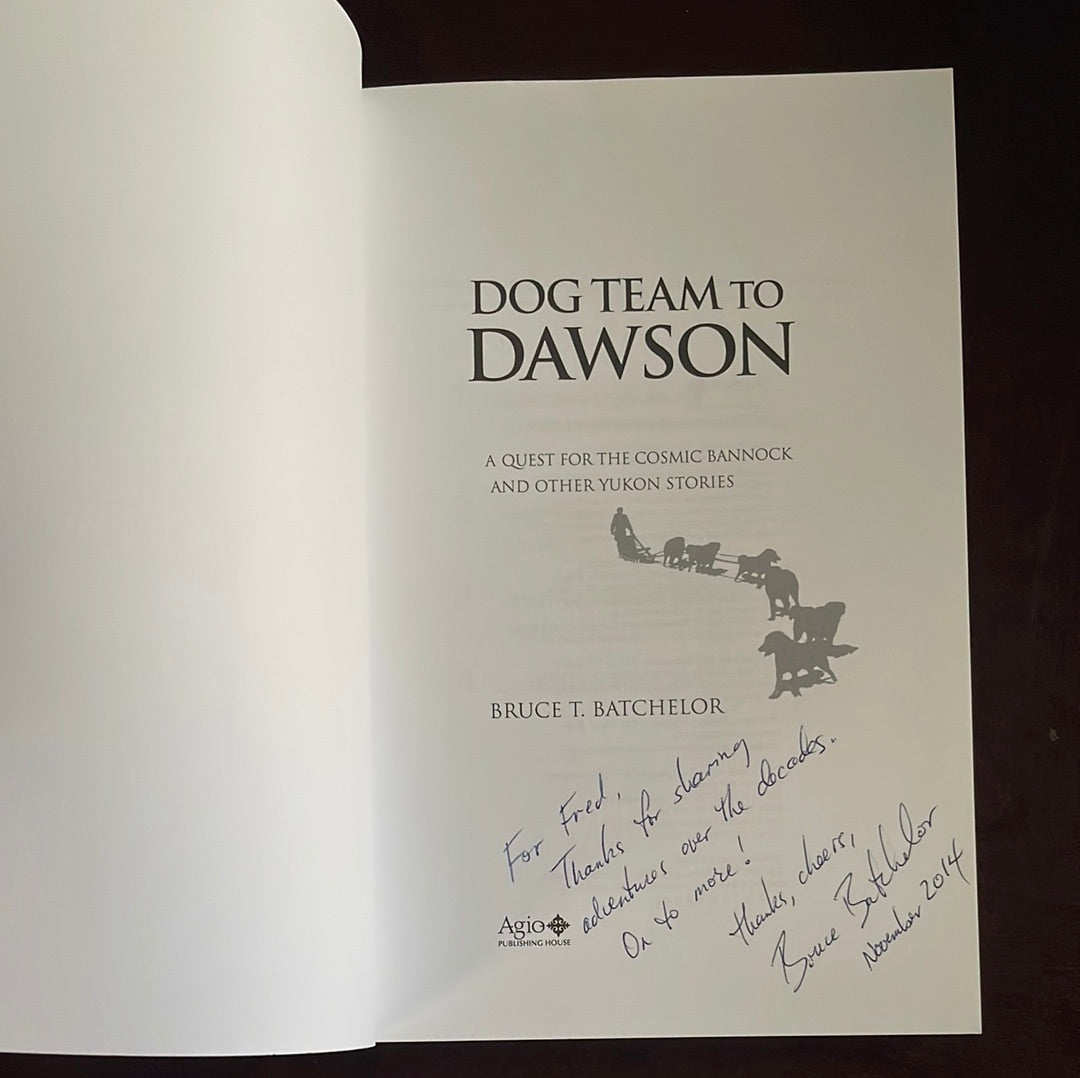 DOG TEAM TO
DAWSON
A QUEST FOR THE COSMIC BANNOCK
AND OTHER YUKON STORIES
BRUCE T. BATCHELOR
For Fred,
Thanks for sharing
adventures over the decades.
On to more!
thanks, cheers,
Bruce Batchelor
November 2014
Agio
PUBLISHING HOUSE